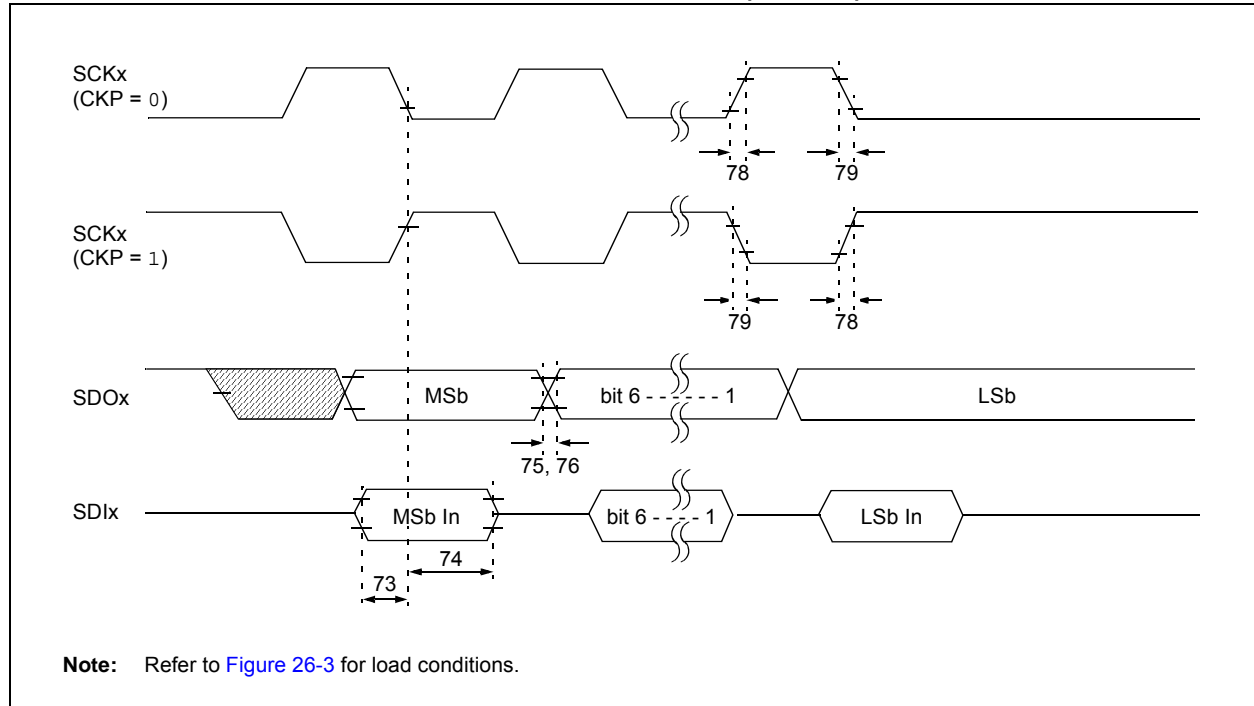 SCKx
(CKP = 0)
78
79
SCKx
(CKP = 1)
79
78
SDOx
MSb
bit 6 - - - - - - 1
LSb
75, 76
SDIx
MSb In
bit 6 - - - - 1
LSb In
74
73
Note: Refer to Figure 26-3 for load conditions.